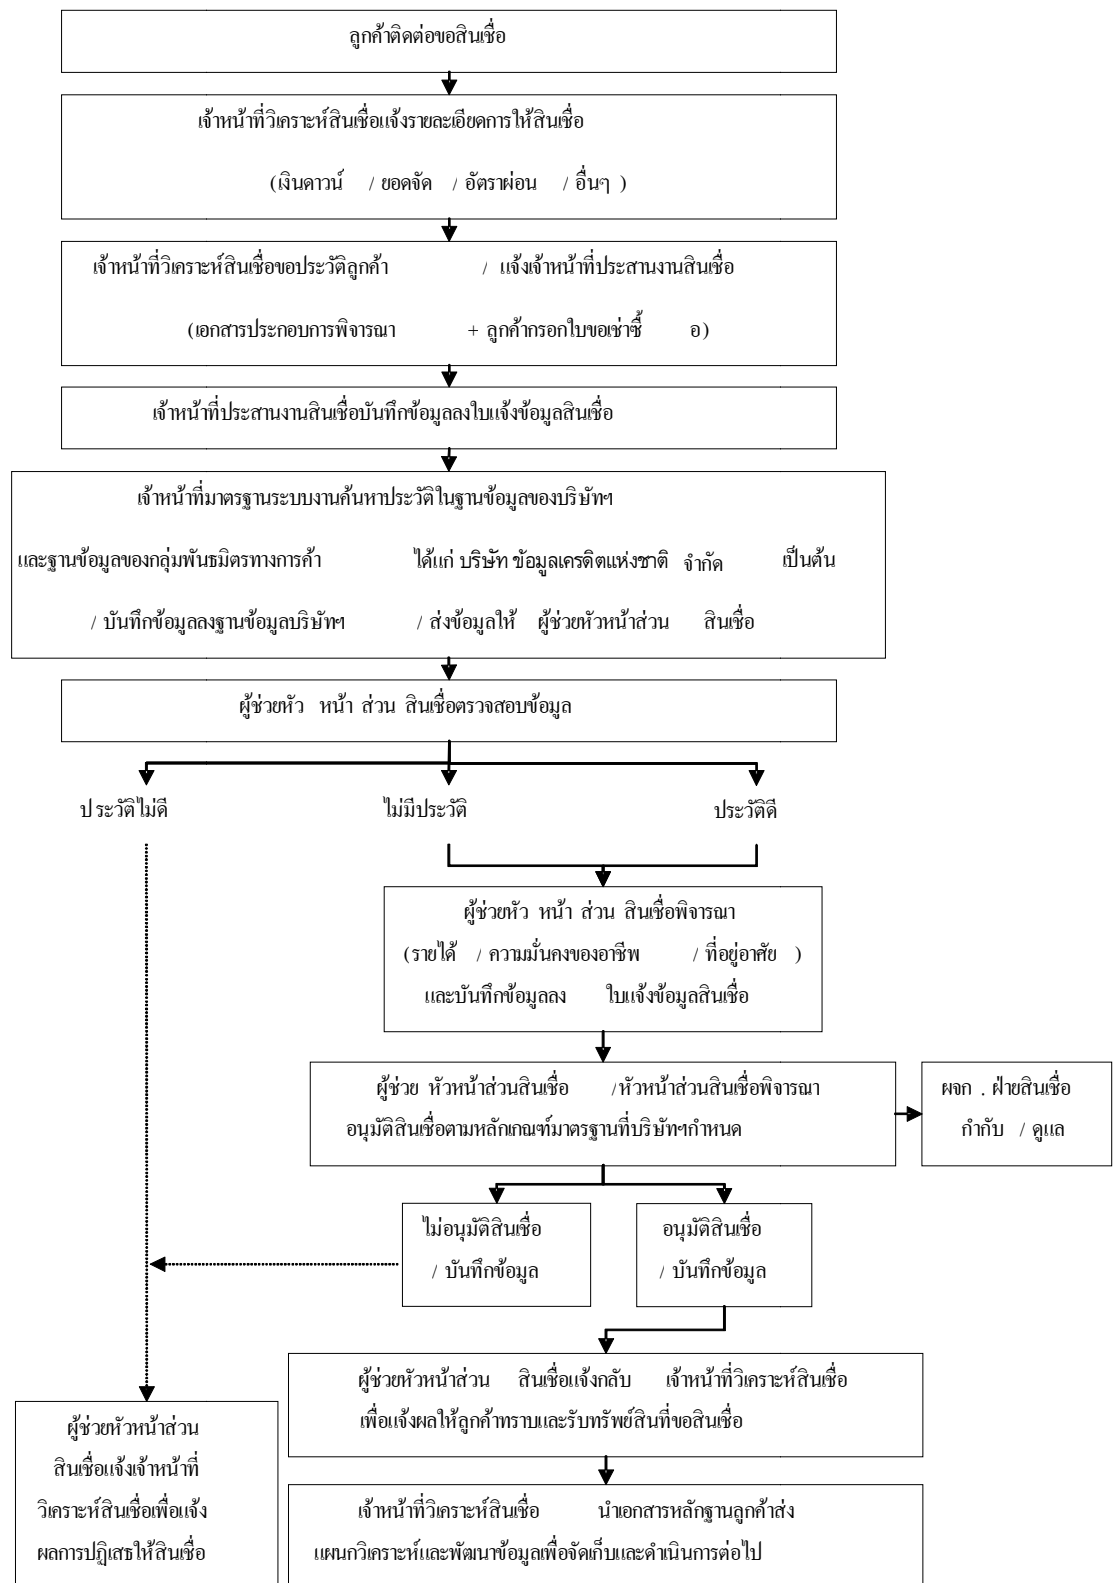 ลูกค้าติดต่อขอสินเชื่อ
เจ้าหน้าที่วิเคราะห์สินเชื่อแจ้งรายละเอียดการให้สินเชื่อ
(เงินดาวน์ / ยอดจัด / อัตราผ่อน / อื่นๆ )
เจ้าหน้าที่วิเคราะห์สินเชื่อขอประวัติลูกค้า / แจ้งเจ้าหน้าที่ประสานงานสินเชื่อ
(เอกสารประกอบการพิจารณา + ลูกค้ากรอกใบขอเช่าซื้ อ)
เจ้าหน้าที่ประสานงานสินเชื่อบันทึกข้อมูลลงใบแจ้งข้อมูลสินเชื่อ
เจ้าหน้าที่มาตรฐานระบบงานค้นหาประวัติในฐานข้อมูลของบริษัทฯ
และฐานข้อมูลของกลุ่มพันธมิตรทางการค้า ได้แก่ บริษัท ข้อมูลเครดิตแห่งชาติ จำกัด เป็นต้น
/ บันทึกข้อมูลลงฐานข้อมูลบริษัทฯ / ส่งข้อมูลให้ ผู้ช่วยหัวหน้าส่วน สินเชื่อ
ผู้ช่วยหัว หน้า ส่วน สินเชื่อตรวจสอบข้อมูล
ประวัติไม่ดี ไม่มีประวัติ ประวัติดี
ผู้ช่วยหัว หน้า ส่วน สินเชื่อพิจารณา
(รายได้ / ความมั่นคงของอาชีพ / ที่อยู่อาศัย )
และบันทึกข้อมูลลง ใบแจ้งข้อมูลสินเชื่อ
ผู้ช่วย หัวหน้าส่วนสินเชื่อ /หัวหน้าส่วนสินเชื่อพิจารณา
อนุมัติสินเชื่อตามหลักเกณฑ์มาตรฐานที่บริษัทฯกำหนด
ผจก . ฝ่ายสินเชื่อ
กำกับ / ดูแล
ไม่อนุมัติสินเชื่อ
/ บันทึกข้อมูล
อนุมัติสินเชื่อ
/ บันทึกข้อมูล
ผู้ช่วยหัวหน้าส่วน สินเชื่อแจ้งกลับ เจ้าหน้าที่วิเคราะห์สินเชื่อ
เพื่อแจ้งผลให้ลูกค้าทราบและรับทรัพย์สินที่ขอสินเชื่อ
ผู้ช่วยหัวหน้าส่วน
สินเชื่อแจ้งเจ้าหน้าที่
วิเคราะห์สินเชื่อเพื่อแจ้ง
ผลการปฏิเสธให้สินเชื่อ
เจ้าหน้าที่วิเคราะห์สินเชื่อ นำเอกสารหลักฐานลูกค้าส่ง
แผนกวิเคราะห์และพัฒนาข้อมูลเพื่อจัดเก็บและดำเนินการต่อไป